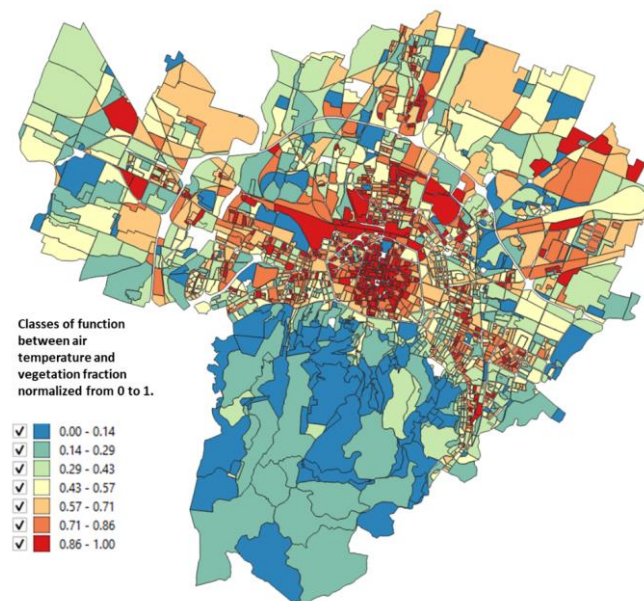 Classes of function
between air
temperature and
vegetation fraction
normalized from 0 to 1.
0.00 - 0.14
0.14 - 0.29
0.29 - 0.43
0.43 - 0.57
0.57 - 0.71
0.71 - 0.86
0.86 - 1.00